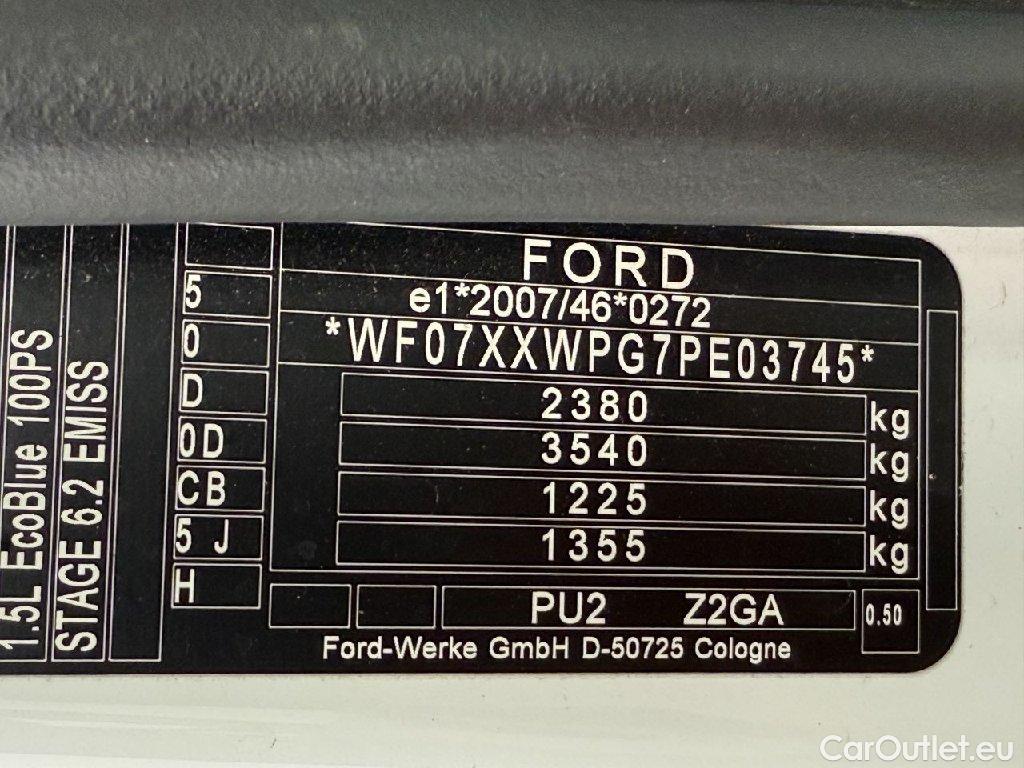 FORD
e1*2007/46*0272
*WF07XXWPG7PE03745*
2380 kg
3540 kg
1225 kg
1355 kg
5
0
D
0D
CB
5 J
H
PU2 Z2GA
0.50
Ford-Werke GmbH D-50725 Cologne
1.5L EcoBlue 100PS
STAGE 6.2 EMISS
CarOutlet.eu